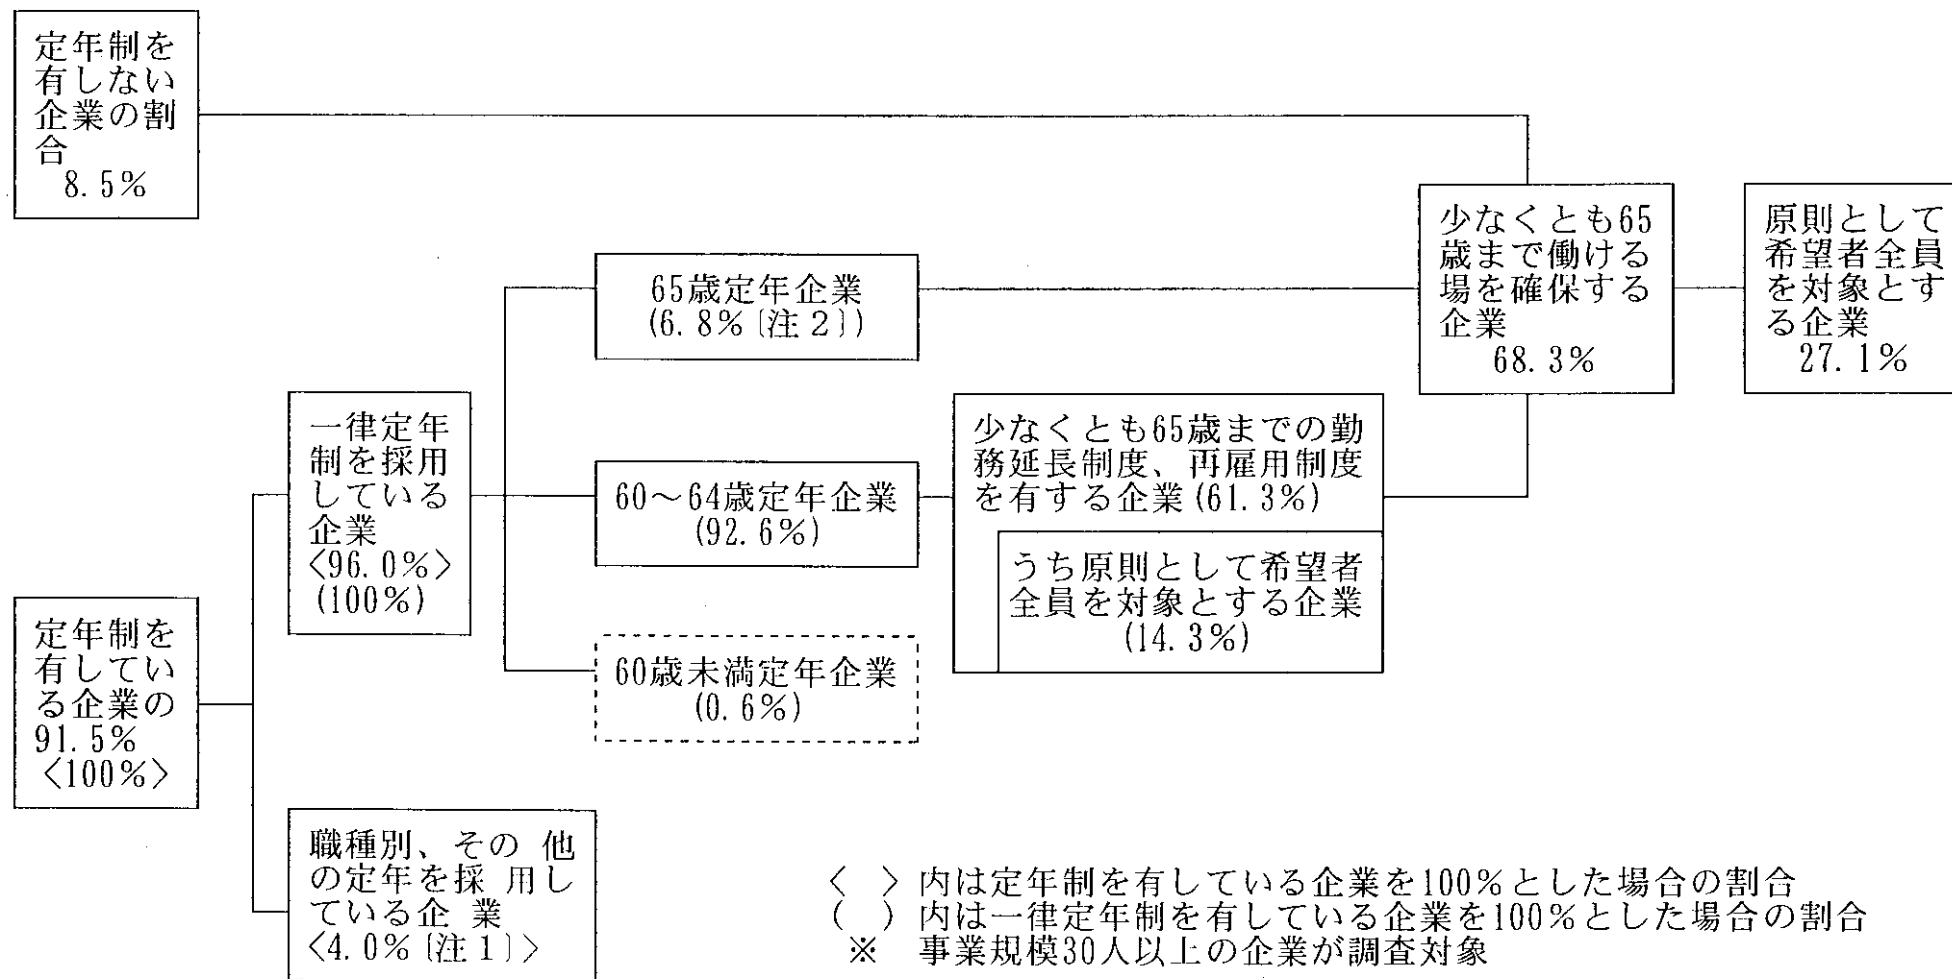 定年制を
有しない
企業の割
合
8.5%
定年制を
有してい
る企業の
91.5%
〈100%〉
一律定年
制を採用
している
企業
〈96.0%〉
(100%)
職種別、その 他
の定年を採 用し
ている企 業
〈4.0%〔注1〕〉
65歳定年企業
(6.8%〔注2〕)
60～64歳定年企業
(92.6%)
60歳未満定年企業
(0.6%)
少なくとも65歳までの勤
務延長制度、再雇用制度
を有する企業(61.3%)
うち原則として希望者
全員を対象とする企業
(14.3%)
少なくとも65
歳まで働ける
場を確保する
企業
68.3%
原則として
希望者全員
を対象とす
る企業
27.1%
〈 〉内は定年制を有している企業を100%とした場合の割合
( )内は一律定年制を有している企業を100%とした場合の割合
※ 事業規模30人以上の企業が調査対象